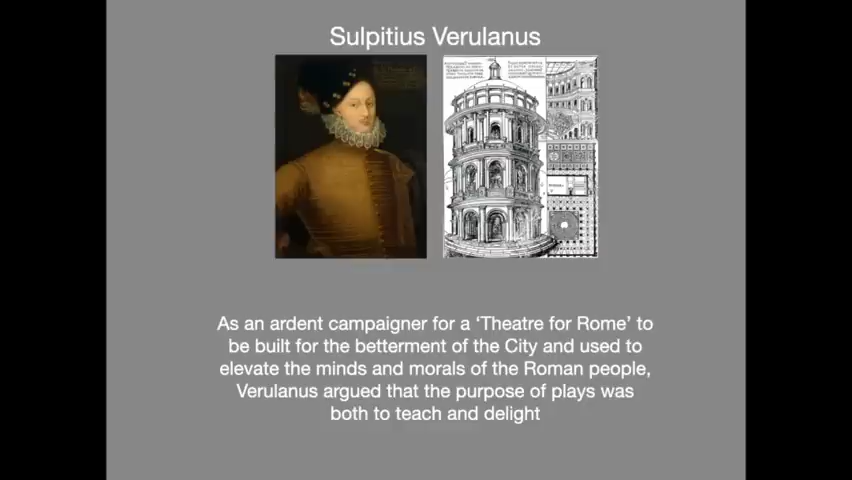 Sulpitius Verulanus
As an ardent campaigner for a ‘Theatre for Rome’ to
be built for the betterment of the City and used to
elevate the minds and morals of the Roman people,
Verulanus argued that the purpose of plays was
both to teach and delight